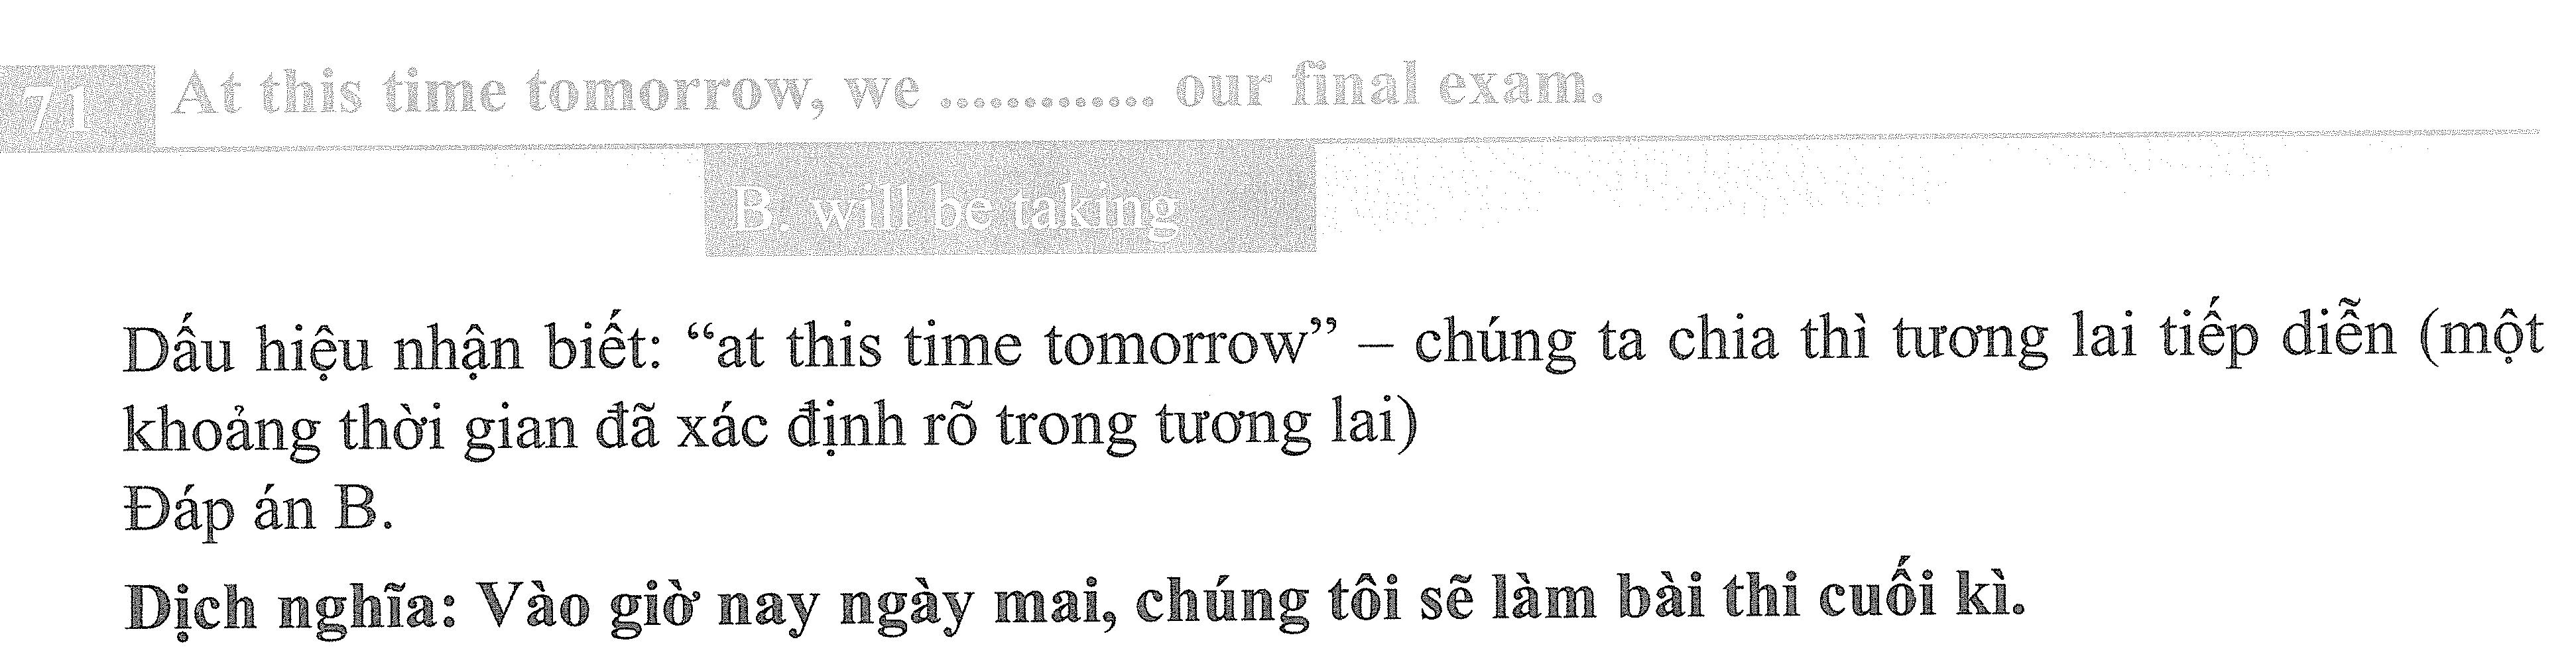 71 At this time tomorrow, we ............. our final exam.
B. will be taking
Dấu hiệu nhận biết: “at this time tomorrow” – chúng ta chia thì tương lai tiếp diễn (một
khoảng thời gian đã xác định rõ trong tương lai)
Đáp án B.
Dịch nghĩa: Vào giờ nay ngày mai, chúng tôi sẽ làm bài thi cuối kì.